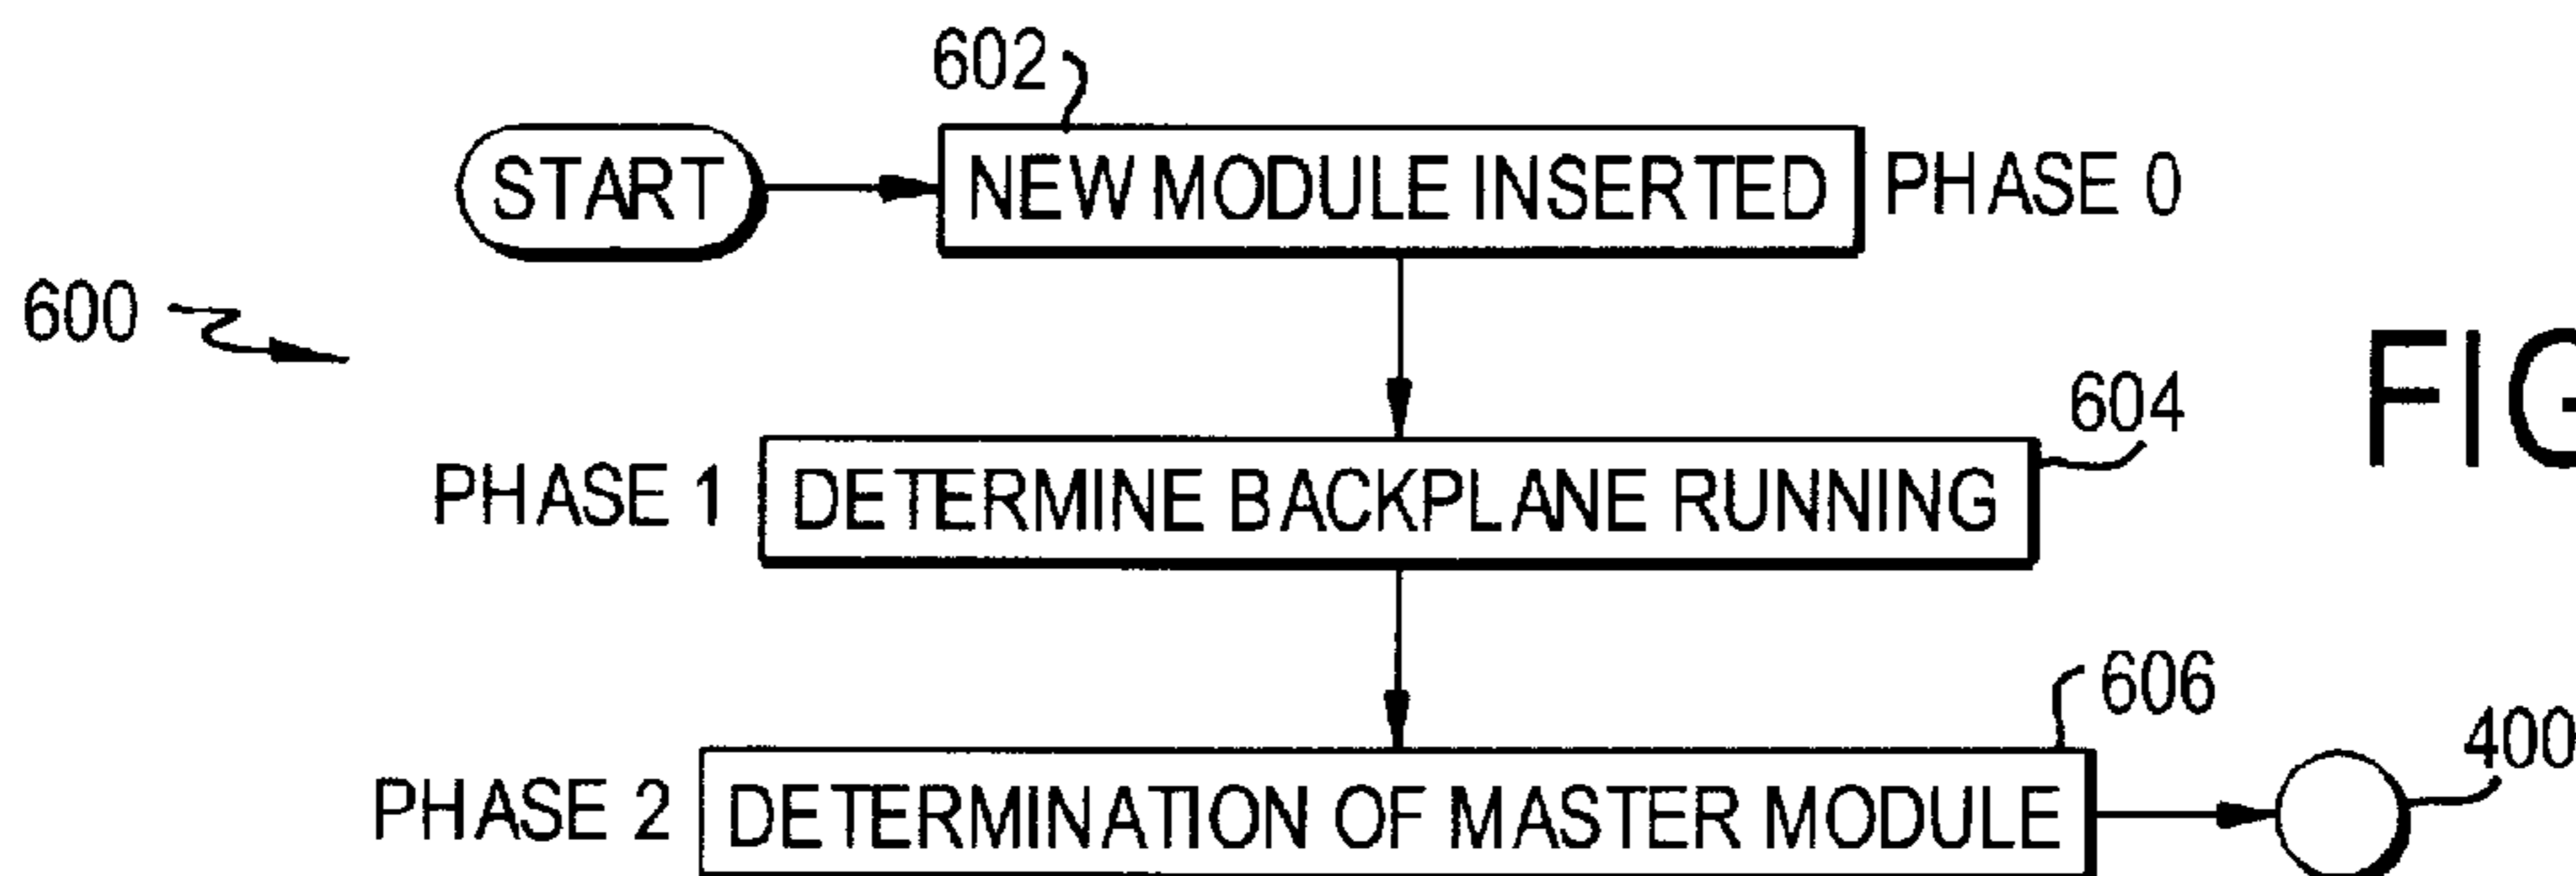 602
START
NEW MODULE INSERTED
PHASE 0
600
FIG
604
PHASE 1
DETERMINE BACKPLANE RUNNING
606
400
PHASE 2
DETERMINATION OF MASTER MODULE